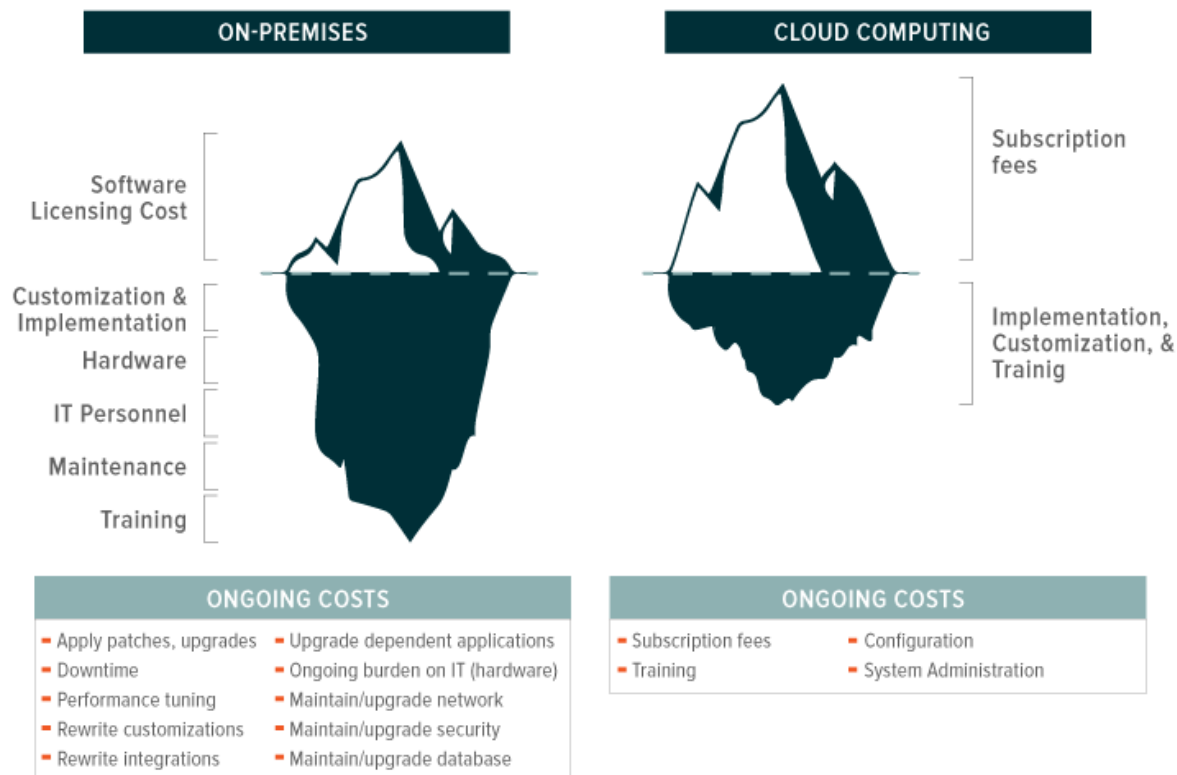 ON-PREMISES
Software
Licensing Cost
Customization &
Implementation
Hardware
IT Personnel
Maintenance
Training
ONGOING COSTS
Apply patches, upgrades
Downtime
Performance tuning
Rewrite customizations
Rewrite integrations
Upgrade dependent applications
Ongoing burden on IT (hardware)
Maintain/upgrade network
Maintain/upgrade security
Maintain/upgrade database
CLOUD COMPUTING
Subscription
fees
Implementation,
Customization, &
Trainig
ONGOING COSTS
Subscription fees
Training
Configuration
System Administration